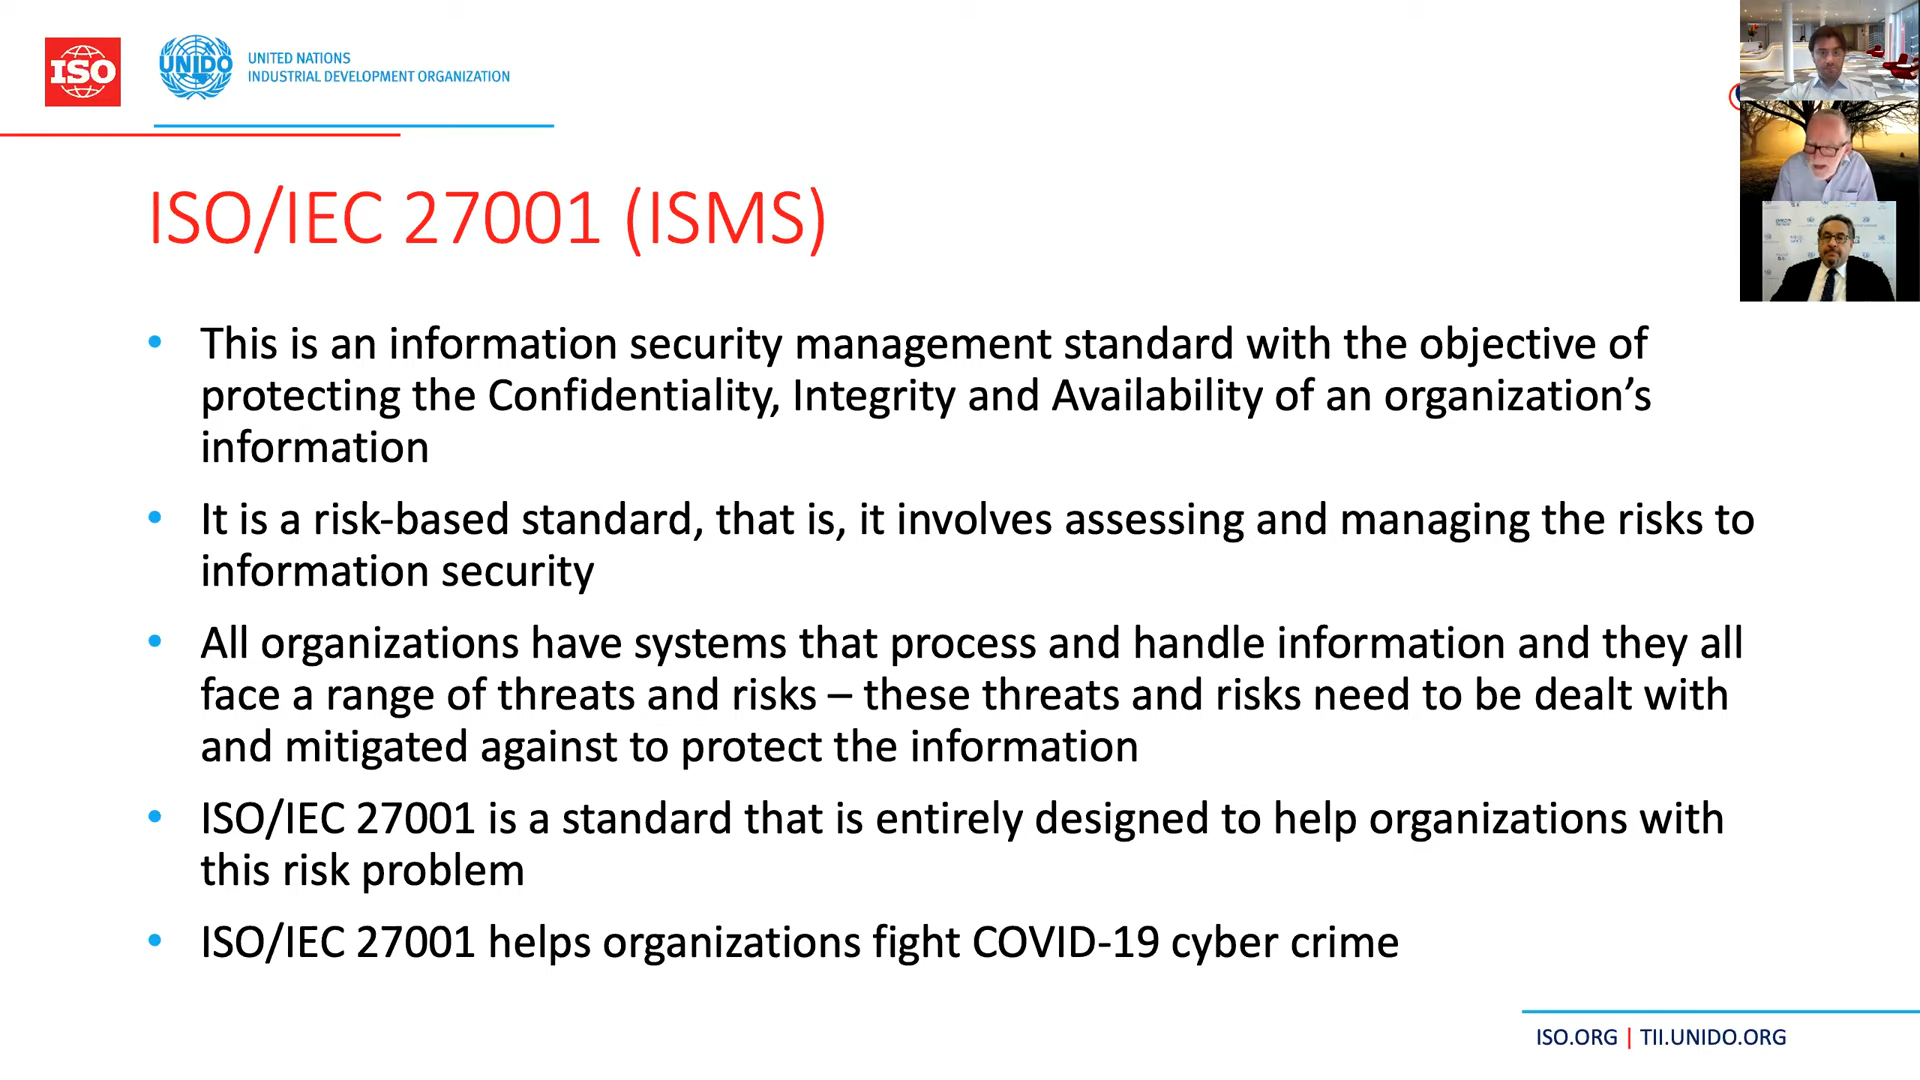 ISO
UNIDO
UNITED NATIONS
INDUSTRIAL DEVELOPMENT ORGANIZATION
ISO/IEC 27001 (ISMS)
• This is an information security management standard with the objective of
protecting the Confidentiality, Integrity and Availability of an organization’s
information
• It is a risk-based standard, that is, it involves assessing and managing the risks to
information security
• All organizations have systems that process and handle information and they all
face a range of threats and risks – these threats and risks need to be dealt with
and mitigated against to protect the information
• ISO/IEC 27001 is a standard that is entirely designed to help organizations with
this risk problem
• ISO/IEC 27001 helps organizations fight COVID-19 cyber crime
ISO.ORG | TII.UNIDO.ORG